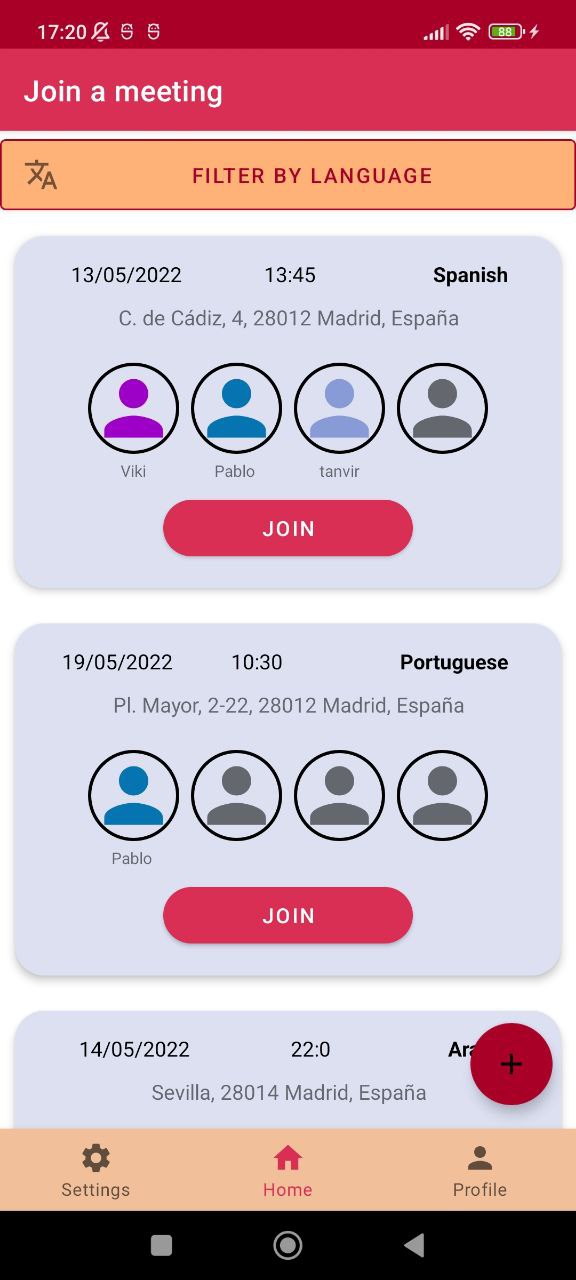 17:20 88
Join a meeting
FILTER BY LANGUAGE
13/05/2022 13:45 Spanish
C. de Cádiz, 4, 28012 Madrid, España
Viki Pablo tanvir
JOIN
19/05/2022 10:30 Portuguese
Pl. Mayor, 2-22, 28012 Madrid, España
Pablo
JOIN
14/05/2022 22:0
Sevilla, 28014 Madrid, España
Settings Home Profile